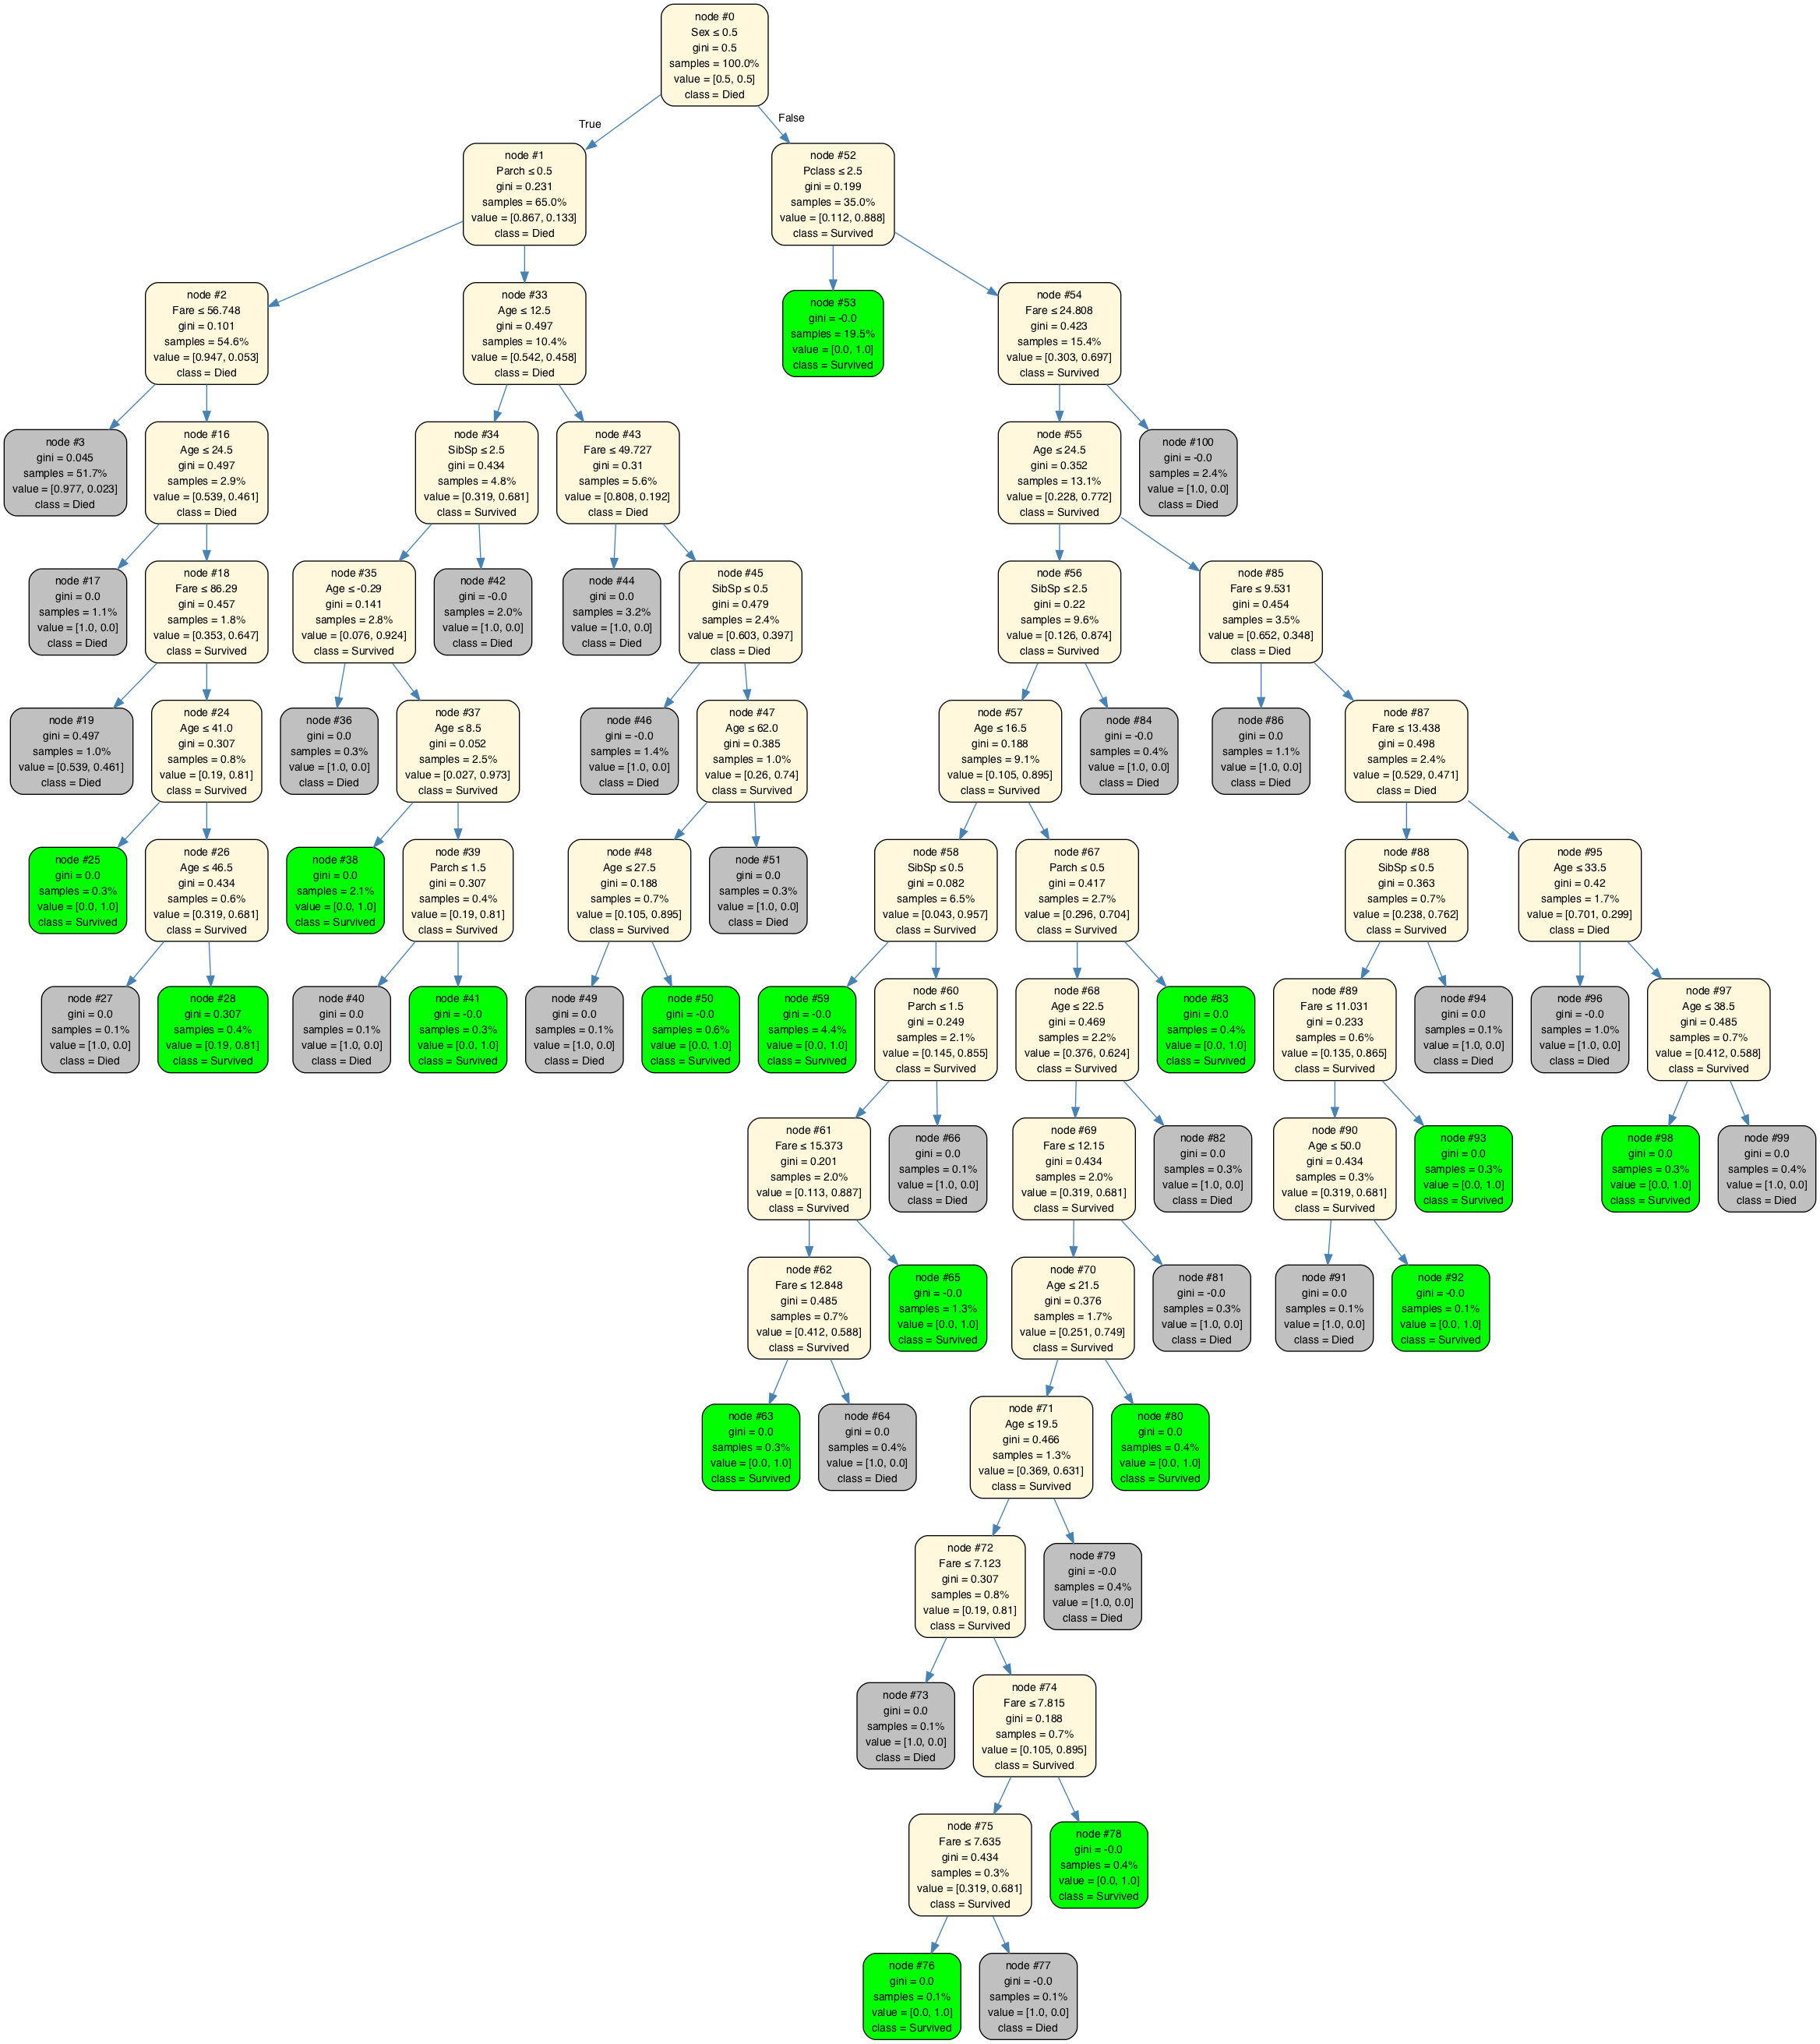 node #0
Sex ≤ 0.5
gini = 0.5
samples = 100.0%
value = [0.5, 0.5]
class = Died
True
False
node #1
Parch ≤ 0.5
gini = 0.231
samples = 65.0%
value = [0.867, 0.133]
class = Died
node #52
Pclass ≤ 2.5
gini = 0.199
samples = 35.0%
value = [0.112, 0.888]
class = Survived
node #2
Fare ≤ 56.748
gini = 0.101
samples = 54.6%
value = [0.947, 0.053]
class = Died
node #33
Age ≤ 12.5
gini = 0.497
samples = 10.4%
value = [0.542, 0.458]
class = Died
node #53
gini = -0.0
samples = 19.5%
value = [0.0, 1.0]
class = Survived
node #54
Fare ≤ 24.808
gini = 0.423
samples = 15.4%
value = [0.303, 0.697]
class = Survived
node #3
gini = 0.045
samples = 51.7%
value = [0.977, 0.023]
class = Died
node #16
Age ≤ 24.5
gini = 0.497
samples = 2.9%
value = [0.539, 0.461]
class = Died
node #34
SibSp ≤ 2.5
gini = 0.434
samples = 4.8%
value = [0.319, 0.681]
class = Survived
node #43
Fare ≤ 49.727
gini = 0.31
samples = 5.6%
value = [0.808, 0.192]
class = Died
node #55
Age ≤ 24.5
gini = 0.352
samples = 13.1%
value = [0.228, 0.772]
class = Survived
node #100
gini = -0.0
samples = 2.4%
value = [1.0, 0.0]
class = Died
node #17
gini = 0.0
samples = 1.1%
value = [1.0, 0.0]
class = Died
node #18
Fare ≤ 86.29
gini = 0.457
samples = 1.8%
value = [0.353, 0.647]
class = Survived
node #35
Age ≤ -0.29
gini = 0.141
samples = 2.8%
value = [0.076, 0.924]
class = Survived
node #42
gini = -0.0
samples = 2.0%
value = [1.0, 0.0]
class = Died
node #44
gini = 0.0
samples = 3.2%
value = [1.0, 0.0]
class = Died
node #45
SibSp ≤ 0.5
gini = 0.479
samples = 2.4%
value = [0.603, 0.397]
class = Died
node #56
SibSp ≤ 2.5
gini = 0.22
samples = 9.6%
value = [0.126, 0.874]
class = Survived
node #85
Fare ≤ 9.531
gini = 0.454
samples = 3.5%
value = [0.652, 0.348]
class = Died
node #19
gini = 0.497
samples = 1.0%
value = [0.539, 0.461]
class = Died
node #24
Age ≤ 41.0
gini = 0.307
samples = 0.8%
value = [0.19, 0.81]
class = Survived
node #36
gini = 0.0
samples = 0.3%
value = [1.0, 0.0]
class = Died
node #37
Age ≤ 8.5
gini = 0.052
samples = 2.5%
value = [0.027, 0.973]
class = Survived
node #46
gini = -0.0
samples = 1.4%
value = [1.0, 0.0]
class = Died
node #47
Age ≤ 62.0
gini = 0.385
samples = 1.0%
value = [0.26, 0.74]
class = Survived
node #57
Age ≤ 16.5
gini = 0.188
samples = 9.1%
value = [0.105, 0.895]
class = Survived
node #84
gini = -0.0
samples = 0.4%
value = [1.0, 0.0]
class = Died
node #86
gini = 0.0
samples = 1.1%
value = [1.0, 0.0]
class = Died
node #87
Fare ≤ 13.438
gini = 0.498
samples = 2.4%
value = [0.529, 0.471]
class = Died
node #25
gini = 0.0
samples = 0.3%
value = [0.0, 1.0]
class = Survived
node #26
Age ≤ 46.5
gini = 0.434
samples = 0.6%
value = [0.319, 0.681]
class = Survived
node #38
gini = 0.0
samples = 2.1%
value = [0.0, 1.0]
class = Survived
node #39
Parch ≤ 1.5
gini = 0.307
samples = 0.4%
value = [0.19, 0.81]
class = Survived
node #48
Age ≤ 27.5
gini = 0.188
samples = 0.7%
value = [0.105, 0.895]
class = Survived
node #51
gini = 0.0
samples = 0.3%
value = [1.0, 0.0]
class = Died
node #58
SibSp ≤ 0.5
gini = 0.082
samples = 6.5%
value = [0.043, 0.957]
class = Survived
node #67
Parch ≤ 0.5
gini = 0.417
samples = 2.7%
value = [0.296, 0.704]
class = Survived
node #88
SibSp ≤ 0.5
gini = 0.363
samples = 0.7%
value = [0.238, 0.762]
class = Survived
node #95
Age ≤ 33.5
gini = 0.42
samples = 1.7%
value = [0.701, 0.299]
class = Died
node #27
gini = 0.0
samples = 0.1%
value = [1.0, 0.0]
class = Died
node #28
gini = 0.307
samples = 0.4%
value = [0.19, 0.81]
class = Survived
node #40
gini = 0.0
samples = 0.1%
value = [1.0, 0.0]
class = Died
node #41
gini = -0.0
samples = 0.3%
value = [0.0, 1.0]
class = Survived
node #49
gini = 0.0
samples = 0.1%
value = [1.0, 0.0]
class = Died
node #50
gini = -0.0
samples = 0.6%
value = [0.0, 1.0]
class = Survived
node #59
gini = -0.0
samples = 4.4%
value = [0.0, 1.0]
class = Survived
node #60
Parch ≤ 1.5
gini = 0.249
samples = 2.1%
value = [0.145, 0.855]
class = Survived
node #68
Age ≤ 22.5
gini = 0.469
samples = 2.2%
value = [0.376, 0.624]
class = Survived
node #83
gini = 0.0
samples = 0.4%
value = [0.0, 1.0]
class = Survived
node #89
Fare ≤ 11.031
gini = 0.233
samples = 0.6%
value = [0.135, 0.865]
class = Survived
node #94
gini = 0.0
samples = 0.1%
value = [1.0, 0.0]
class = Died
node #96
gini = -0.0
samples = 1.0%
value = [1.0, 0.0]
class = Died
node #97
Age ≤ 38.5
gini = 0.485
samples = 0.7%
value = [0.412, 0.588]
class = Survived
node #61
Fare ≤ 15.373
gini = 0.201
samples = 2.0%
value = [0.113, 0.887]
class = Survived
node #66
gini = 0.0
samples = 0.1%
value = [1.0, 0.0]
class = Died
node #69
Fare ≤ 12.15
gini = 0.434
samples = 2.0%
value = [0.319, 0.681]
class = Survived
node #82
gini = 0.0
samples = 0.3%
value = [1.0, 0.0]
class = Died
node #90
Age ≤ 50.0
gini = 0.434
samples = 0.3%
value = [0.319, 0.681]
class = Survived
node #93
gini = 0.0
samples = 0.3%
value = [0.0, 1.0]
class = Survived
node #98
gini = 0.0
samples = 0.3%
value = [0.0, 1.0]
class = Survived
node #99
gini = 0.0
samples = 0.4%
value = [1.0, 0.0]
class = Died
node #62
Fare ≤ 12.848
gini = 0.485
samples = 0.7%
value = [0.412, 0.588]
class = Survived
node #65
gini = -0.0
samples = 1.3%
value = [0.0, 1.0]
class = Survived
node #70
Age ≤ 21.5
gini = 0.376
samples = 1.7%
value = [0.251, 0.749]
class = Survived
node #81
gini = -0.0
samples = 0.3%
value = [1.0, 0.0]
class = Died
node #91
gini = 0.0
samples = 0.1%
value = [1.0, 0.0]
class = Died
node #92
gini = -0.0
samples = 0.1%
value = [0.0, 1.0]
class = Survived
node #63
gini = 0.0
samples = 0.3%
value = [0.0, 1.0]
class = Survived
node #64
gini = 0.0
samples = 0.4%
value = [1.0, 0.0]
class = Died
node #71
Age ≤ 19.5
gini = 0.466
samples = 1.3%
value = [0.369, 0.631]
class = Survived
node #80
gini = 0.0
samples = 0.4%
value = [0.0, 1.0]
class = Survived
node #72
Fare ≤ 7.123
gini = 0.307
samples = 0.8%
value = [0.19, 0.81]
class = Survived
node #79
gini = -0.0
samples = 0.4%
value = [1.0, 0.0]
class = Died
node #73
gini = 0.0
samples = 0.1%
value = [1.0, 0.0]
class = Died
node #74
Fare ≤ 7.815
gini = 0.188
samples = 0.7%
value = [0.105, 0.895]
class = Survived
node #75
Fare ≤ 7.635
gini = 0.434
samples = 0.3%
value = [0.319, 0.681]
class = Survived
node #78
gini = -0.0
samples = 0.4%
value = [0.0, 1.0]
class = Survived
node #76
gini = 0.0
samples = 0.1%
value = [0.0, 1.0]
class = Survived
node #77
gini = -0.0
samples = 0.1%
value = [1.0, 0.0]
class = Died